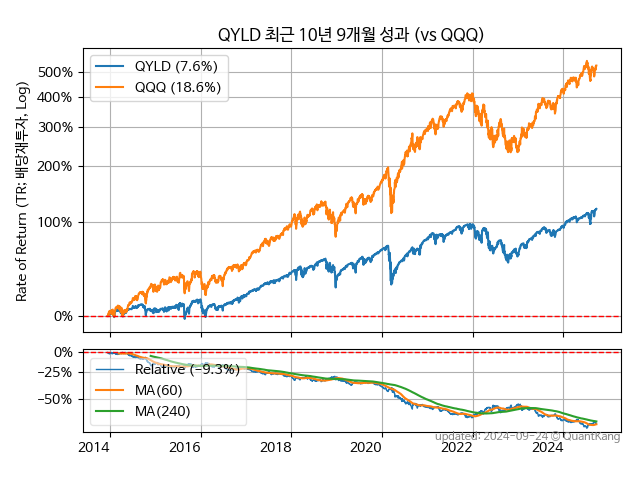 QYLD 최근 10년 9개월 성과 (vs QQQ)
Rate of Return (TR; 배당재투자, Log)
QYLD (7.6%)
QQQ (18.6%)
500%
400%
300%
200%
100%
0%
0%
−25%
−50%
Relative (−9.3%)
MA(60)
MA(240)
updated: 2024-09-24 © QuantKang
2014
2016
2018
2020
2022
2024